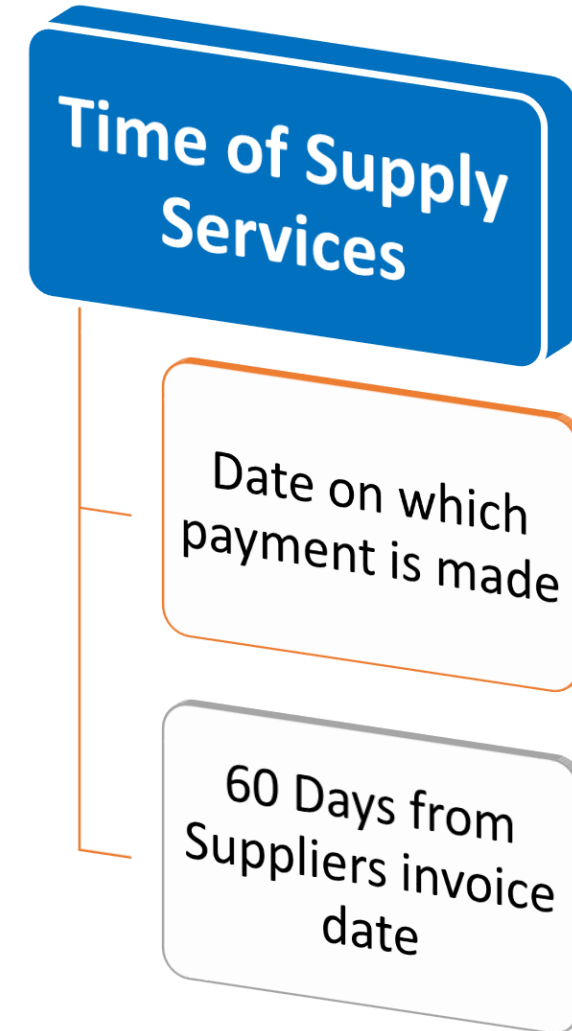 Time of Supply
Services
Date on which
payment is made
60 Days from
Suppliers invoice
date